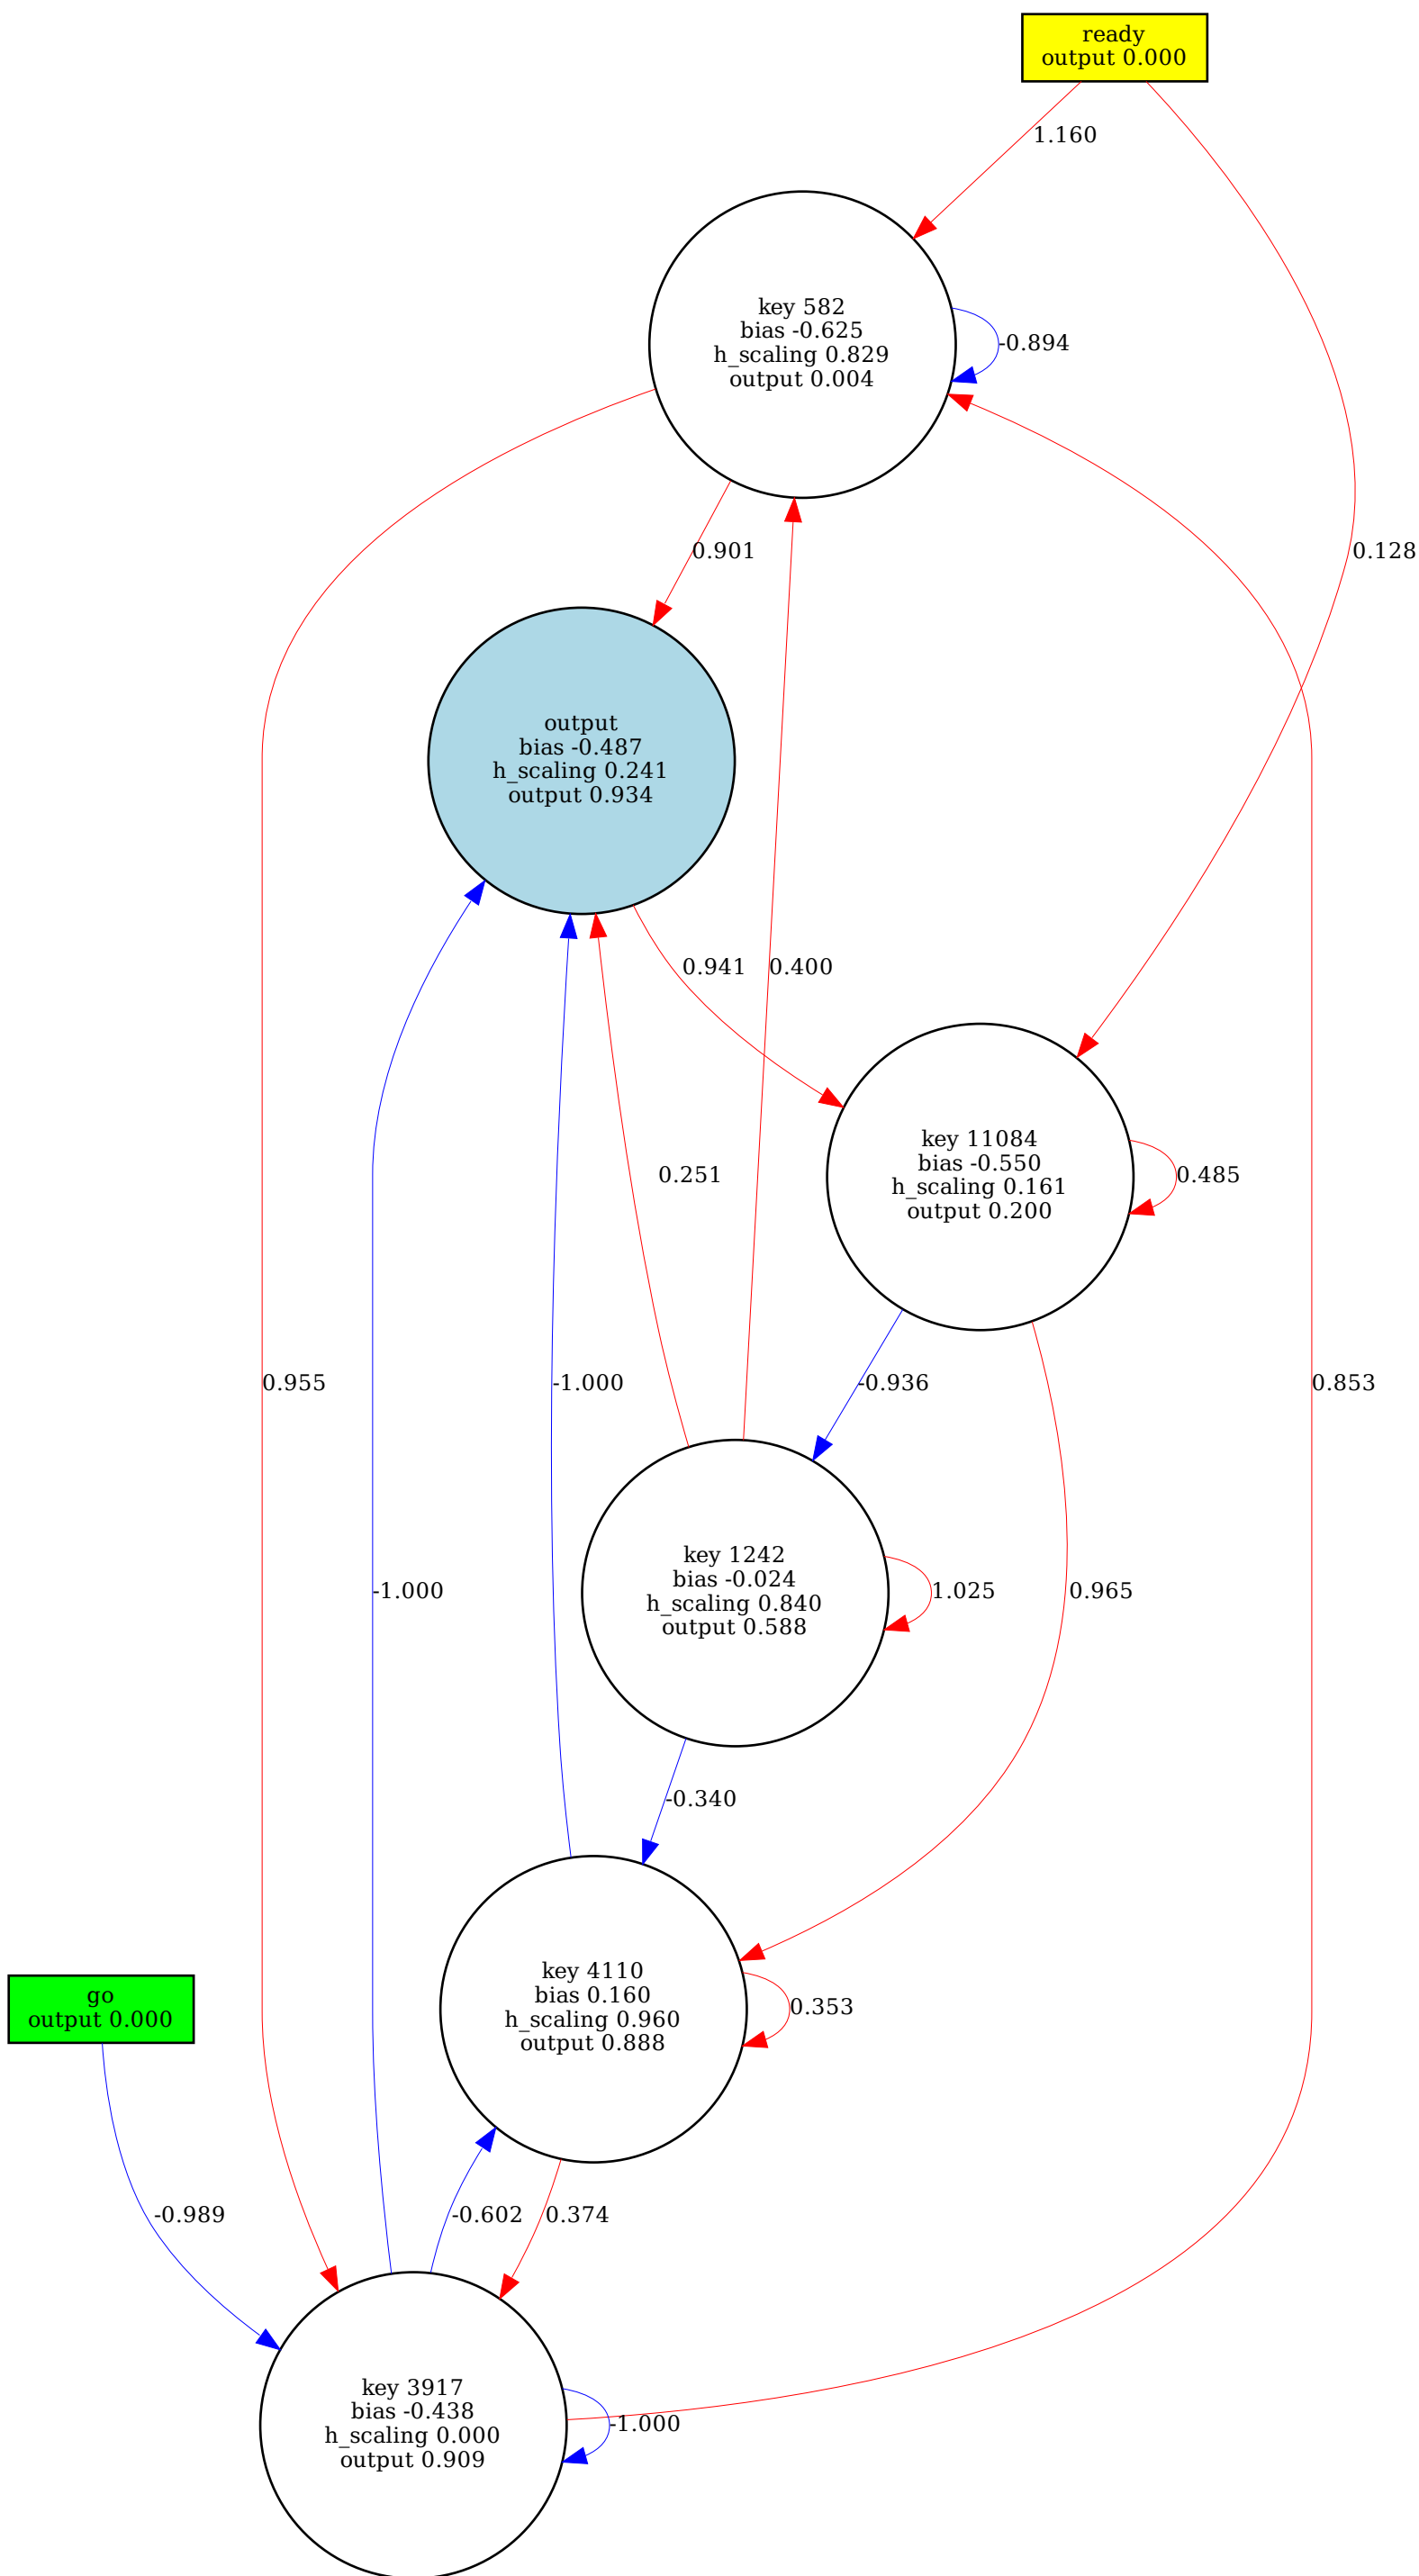 ready
output 0.000
1.160
key 582
bias -0.625
h_scaling 0.829
output 0.004
-0.894
0.901
0.128
output
bias -0.487
h_scaling 0.241
output 0.934
0.941
0.400
key 11084
bias -0.550
h_scaling 0.161
output 0.200
0.251
0.485
0.955
-1.000
-0.936
0.853
key 1242
bias -0.024
h_scaling 0.840
output 0.588
-1.000
1.025
0.965
-0.340
key 4110
bias 0.160
h_scaling 0.960
output 0.888
go
output 0.000
0.353
-0.989
-0.602
0.374
key 3917
bias -0.438
h_scaling 0.000
output 0.909
-1.000